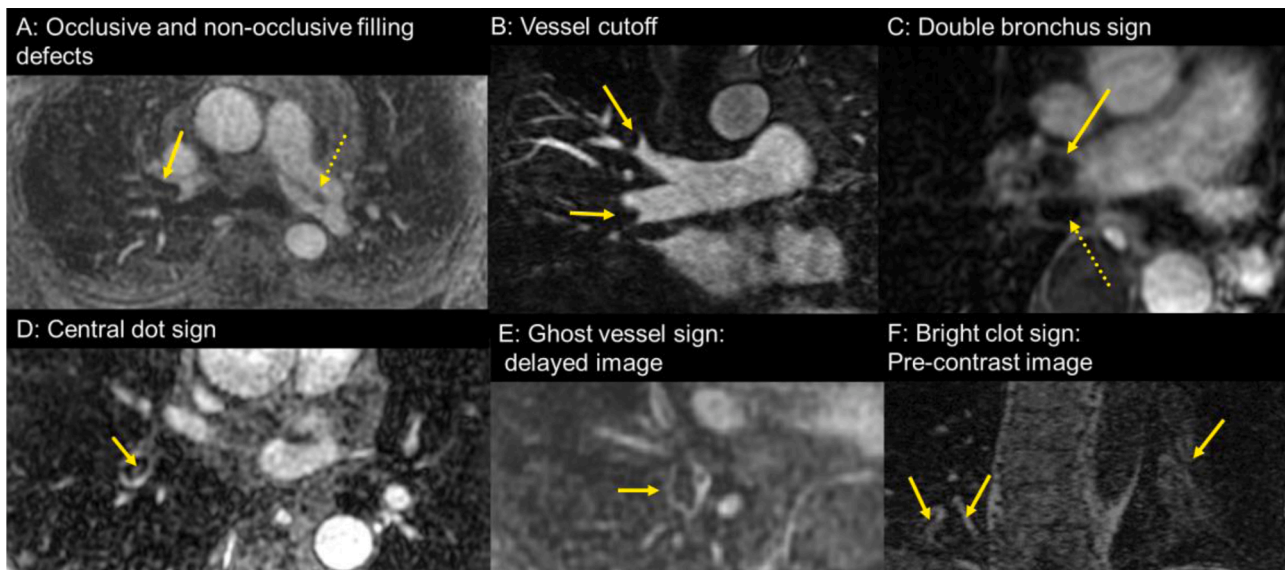 A: Occlusive and non-occlusive filling
defects
B: Vessel cutoff
C: Double bronchus sign
D: Central dot sign
E: Ghost vessel sign:
delayed image
F: Bright clot sign:
Pre-contrast image